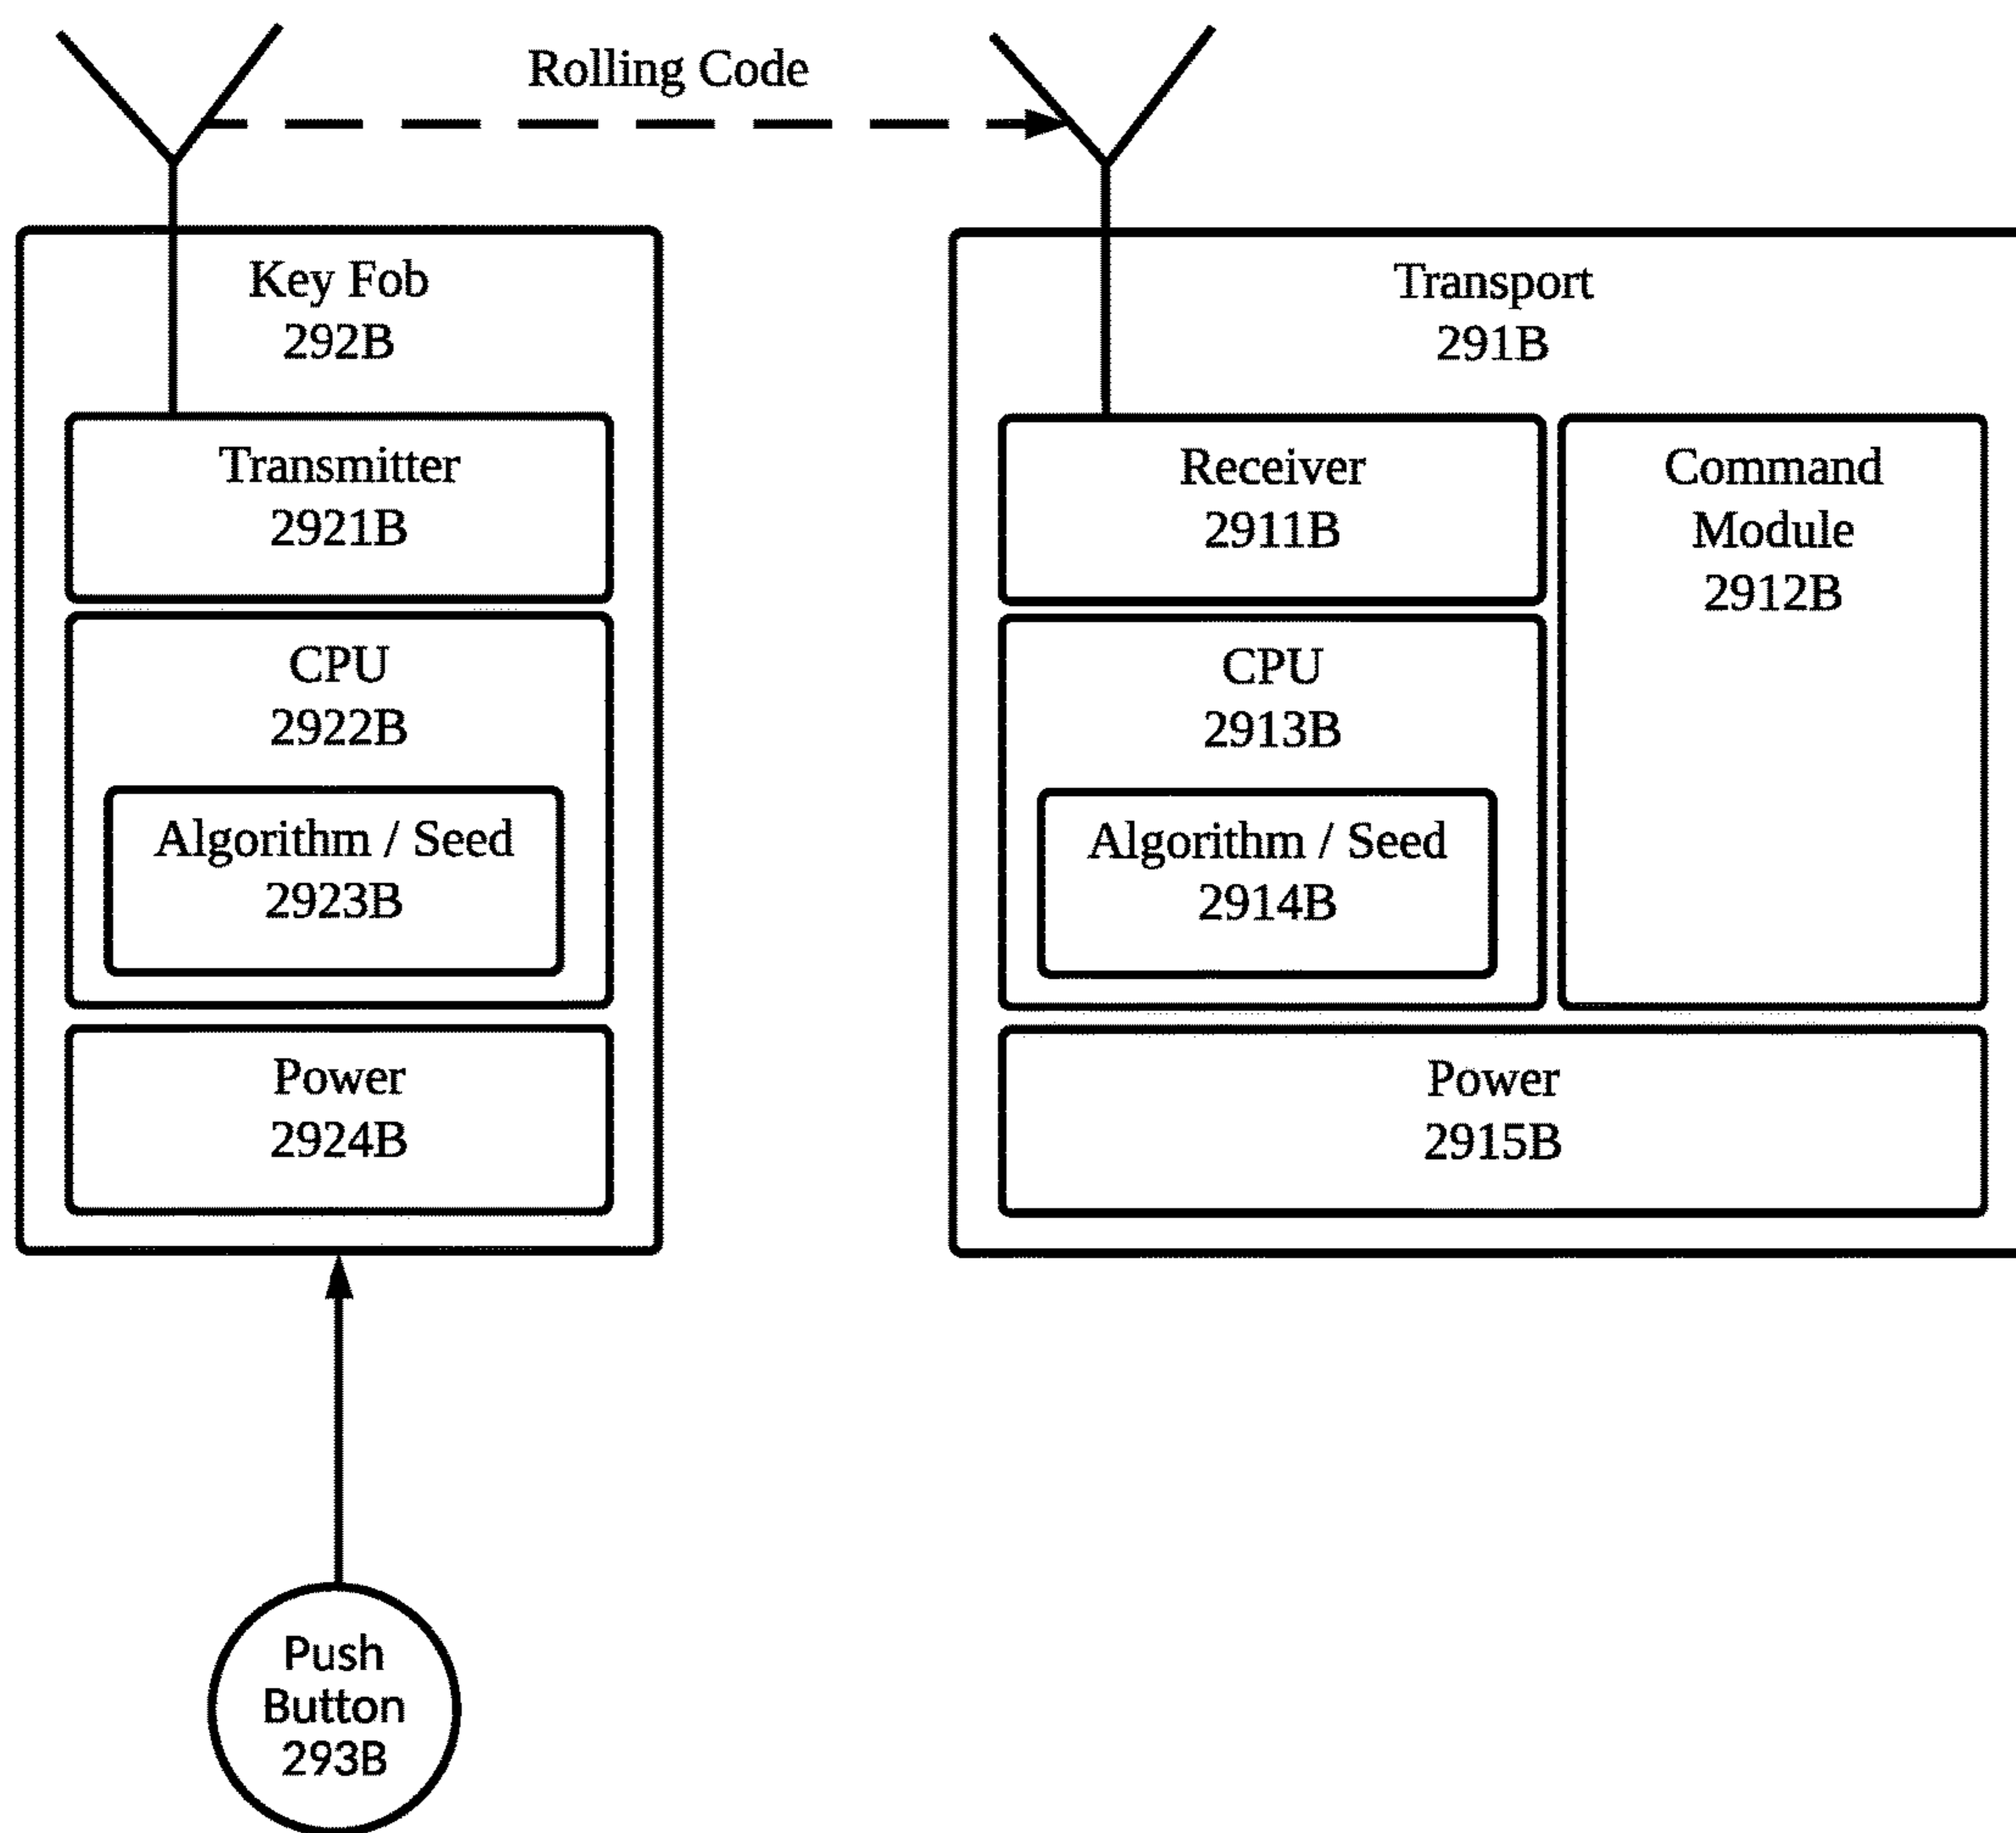 Rolling Code
Key Fob
292B
Transmitter
2921B
CPU
2922B
Algorithm / Seed
2923B
Power
2924B
Transport
291B
Receiver
2911B
Command
Module
2912B
CPU
2913B
Algorithm / Seed
2914B
Power
2915B
Push
Button
293B